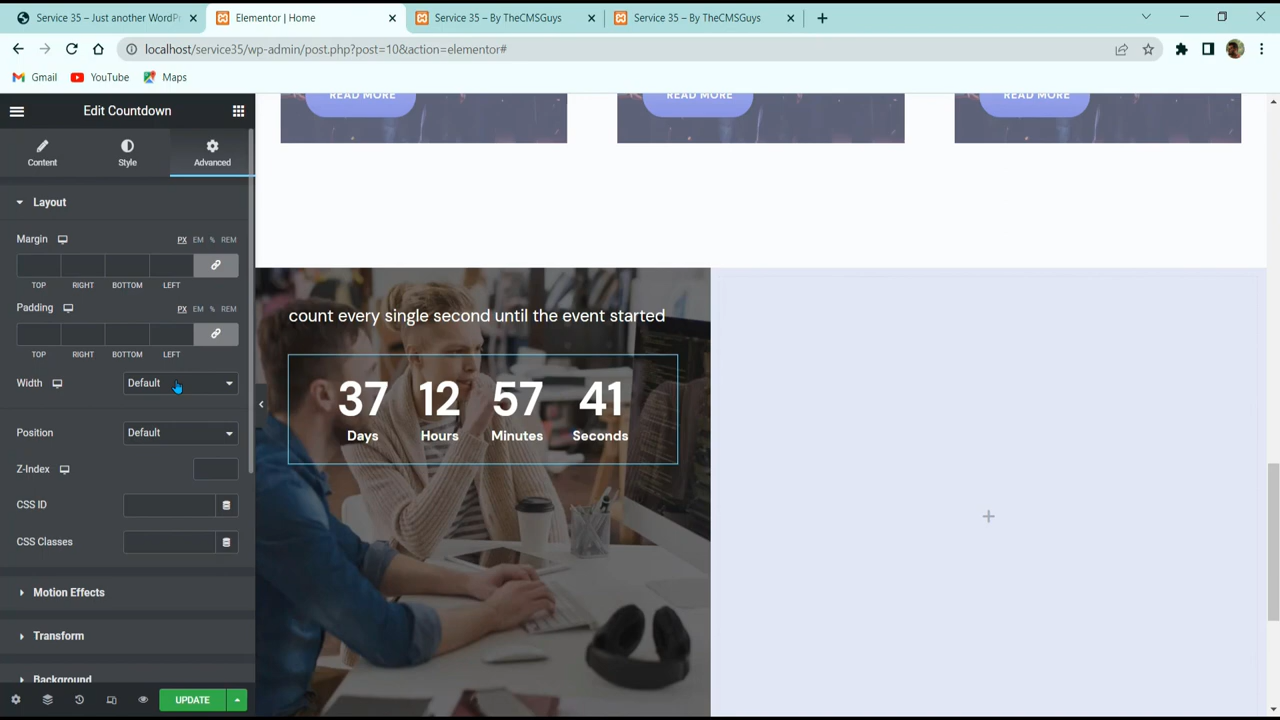 Service 35 – Just another WordPr
Elementor | Home
Service 35 – By TheCMSGuys
Service 35 – By TheCMSGuys
localhost/service35/wp-admin/post.php?post=10&action=elementor#
Gmail
YouTube
Maps
Edit Countdown
Content
Style
Advanced
Layout
Margin
PX EM % REM
TOP RIGHT BOTTOM LEFT
Padding
PX EM % REM
TOP RIGHT BOTTOM LEFT
Width
Default
Position
Default
Z-Index
CSS ID
CSS Classes
Motion Effects
Transform
Background
UPDATE
READ MORE
READ MORE
READ MORE
count every single second until the event started
37 12 57 41
Days Hours Minutes Seconds